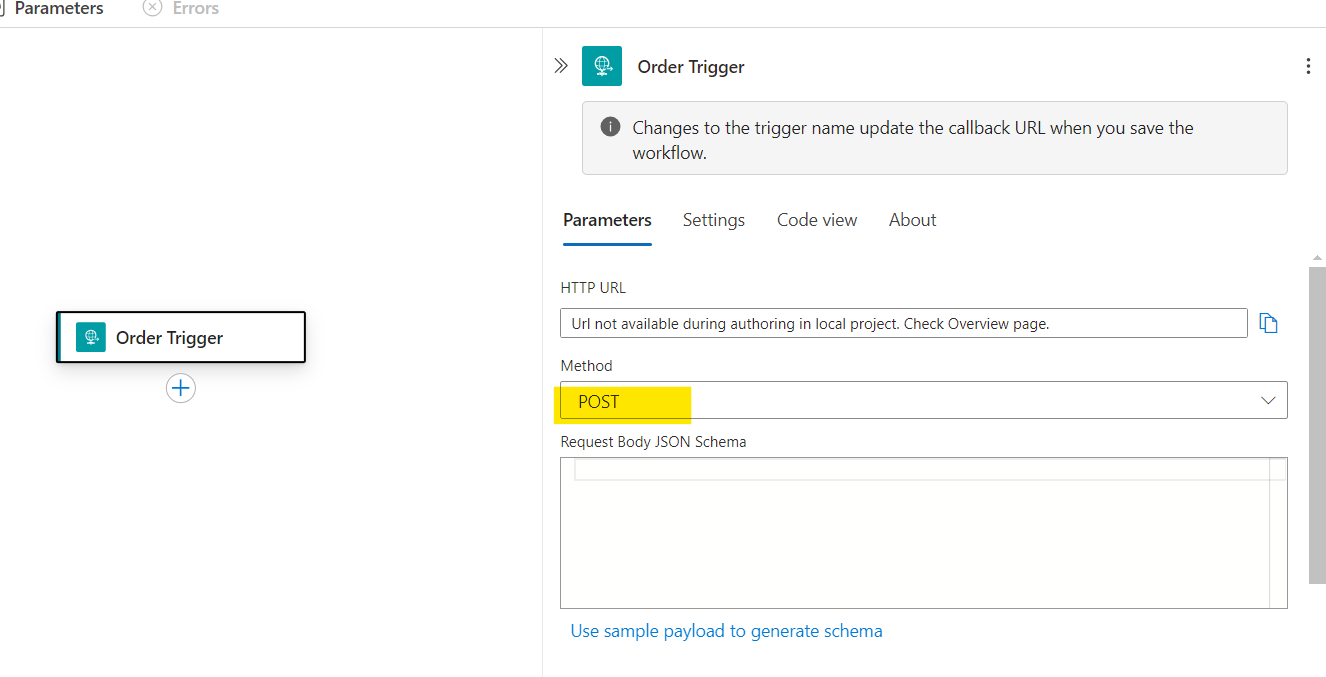 Parameters
Errors
Order Trigger
Changes to the trigger name update the callback URL when you save the
workflow.
Parameters
Settings
Code view
About
HTTP URL
Url not available during authoring in local project. Check Overview page.
Method
POST
Request Body JSON Schema
Use sample payload to generate schema
Order Trigger